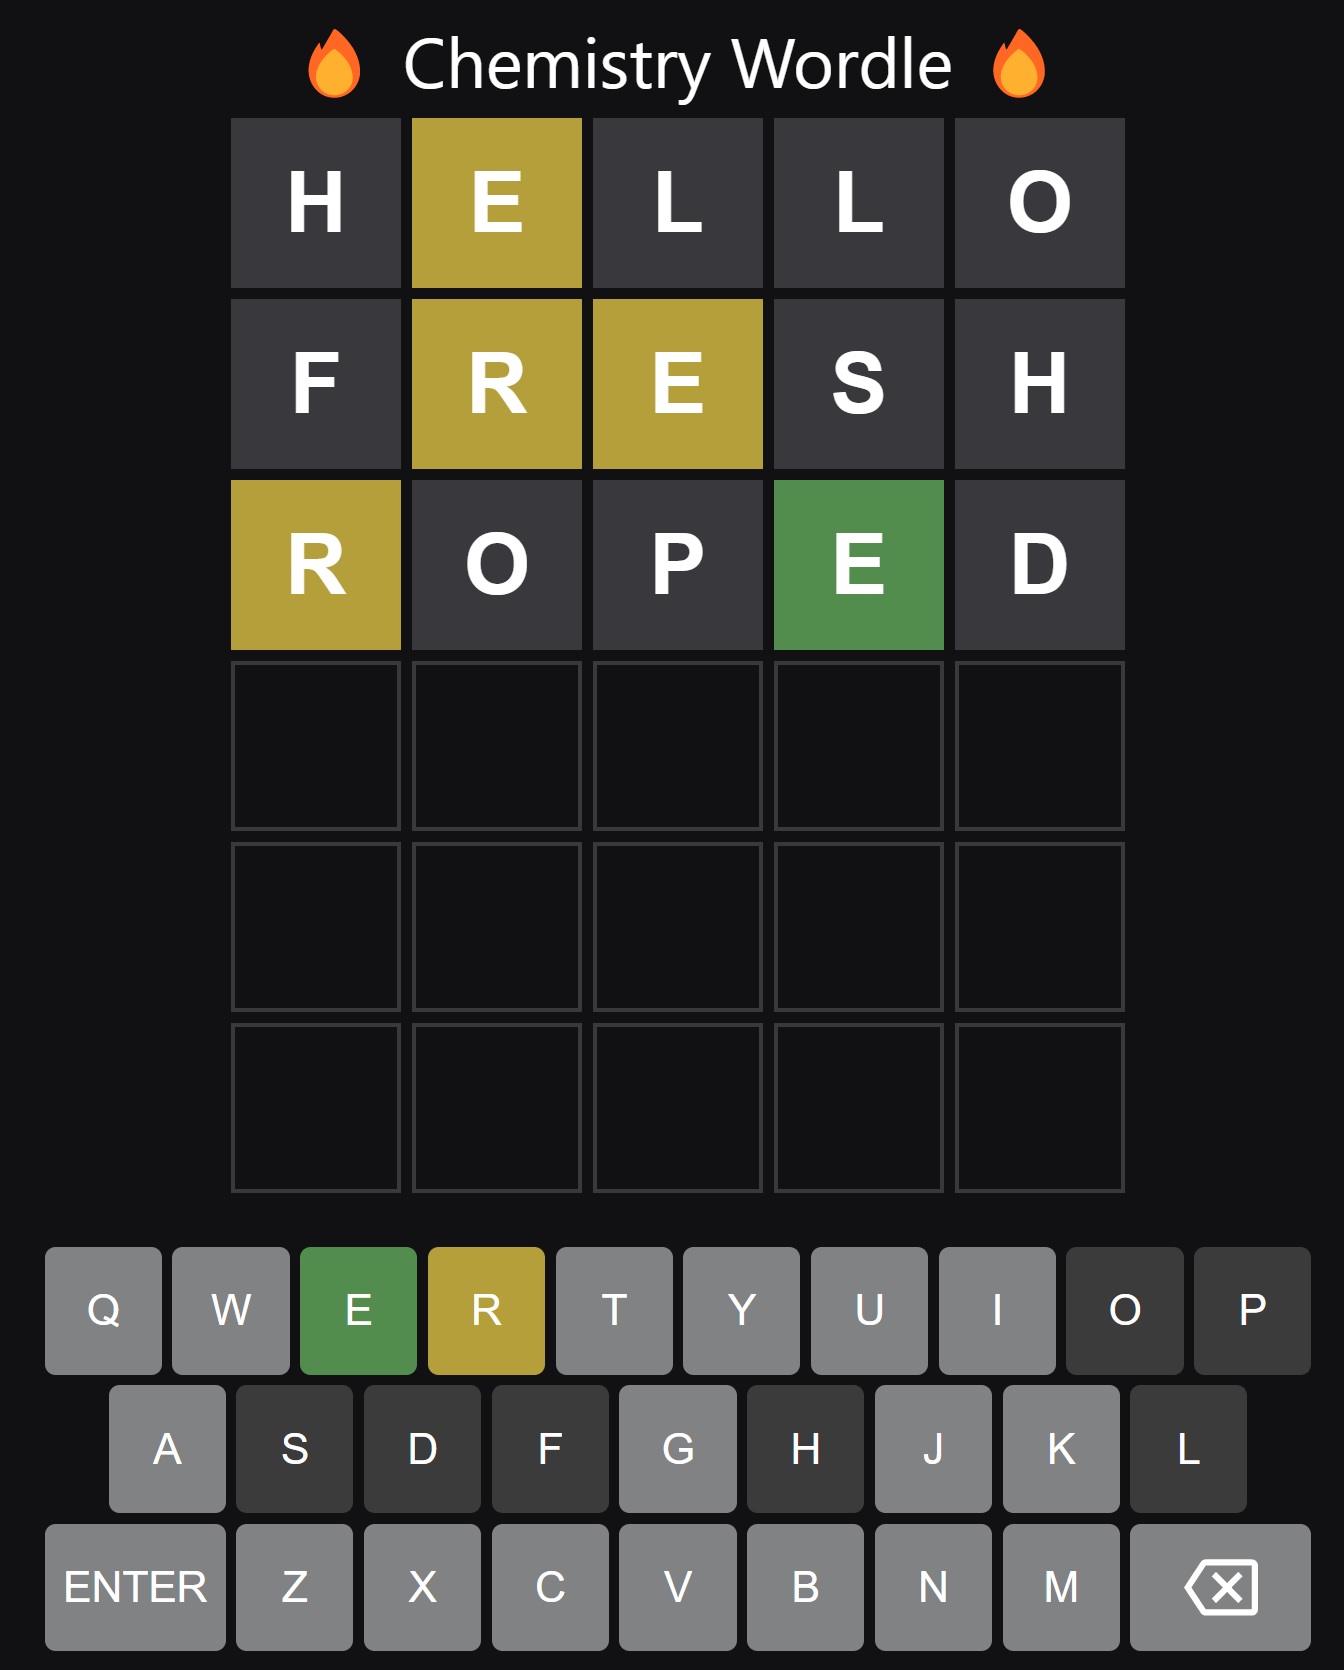 Chemistry Wordle
H E L L O
F R E S H
R O P E D
Q W E R T Y U I O P
A S D F G H J K L
ENTER Z X C V B N M